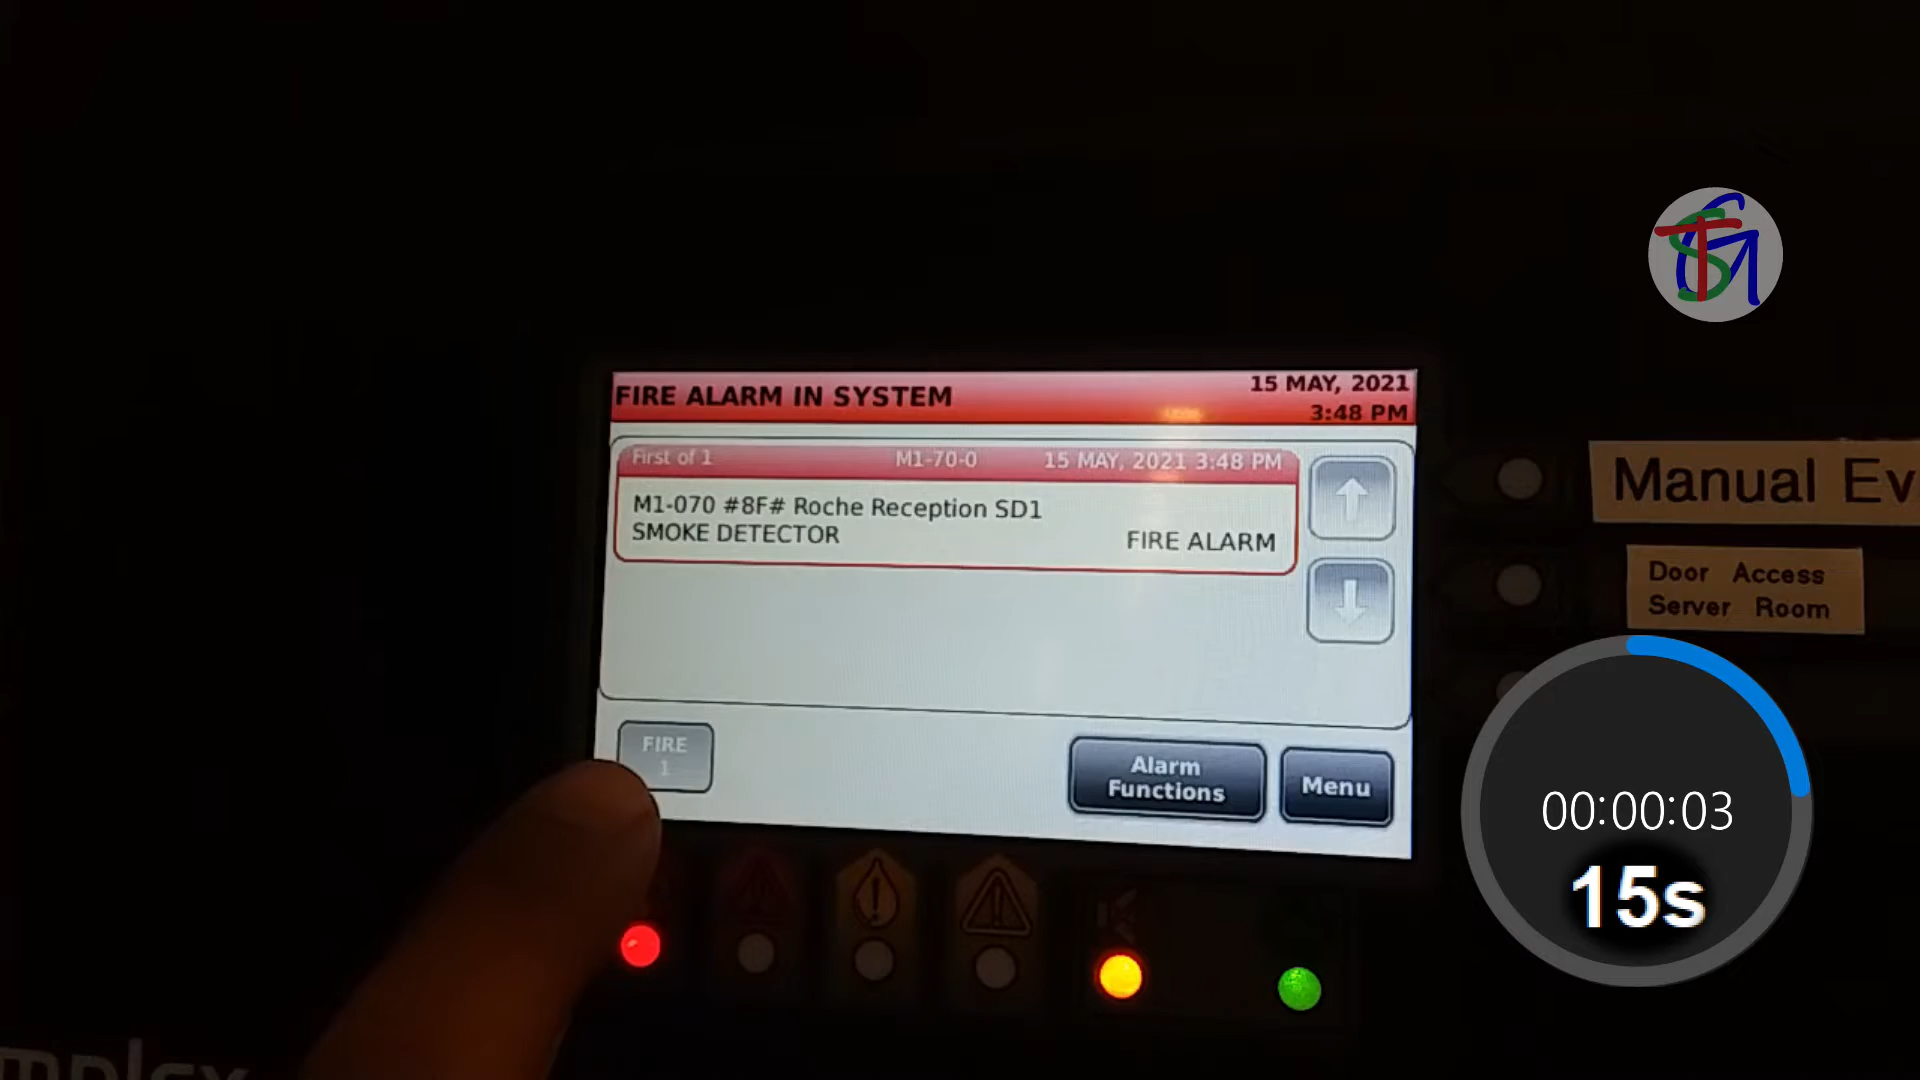 FIRE ALARM IN SYSTEM
15 MAY, 2021
3:48 PM
First of 1
M1-70-0
15 MAY, 2021 3:48 PM
M1-070 #8F# Roche Reception SD1
SMOKE DETECTOR
FIRE ALARM
FIRE
1
Alarm
Functions
Menu
Manual Ev
Door Access
Server Room
00:00:03
15s